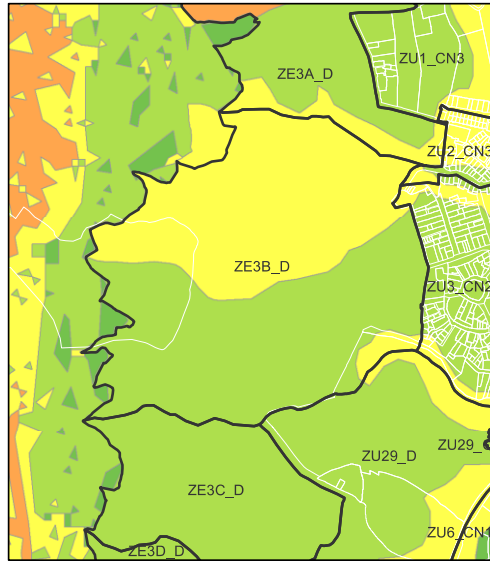 ZU1_CN3
ZE3A_D
ZU2_CN3
ZE3B_D
ZU3_CN2
ZU29_D
ZU29_
ZE3C_D
ZU6_CN1
ZE3D_D